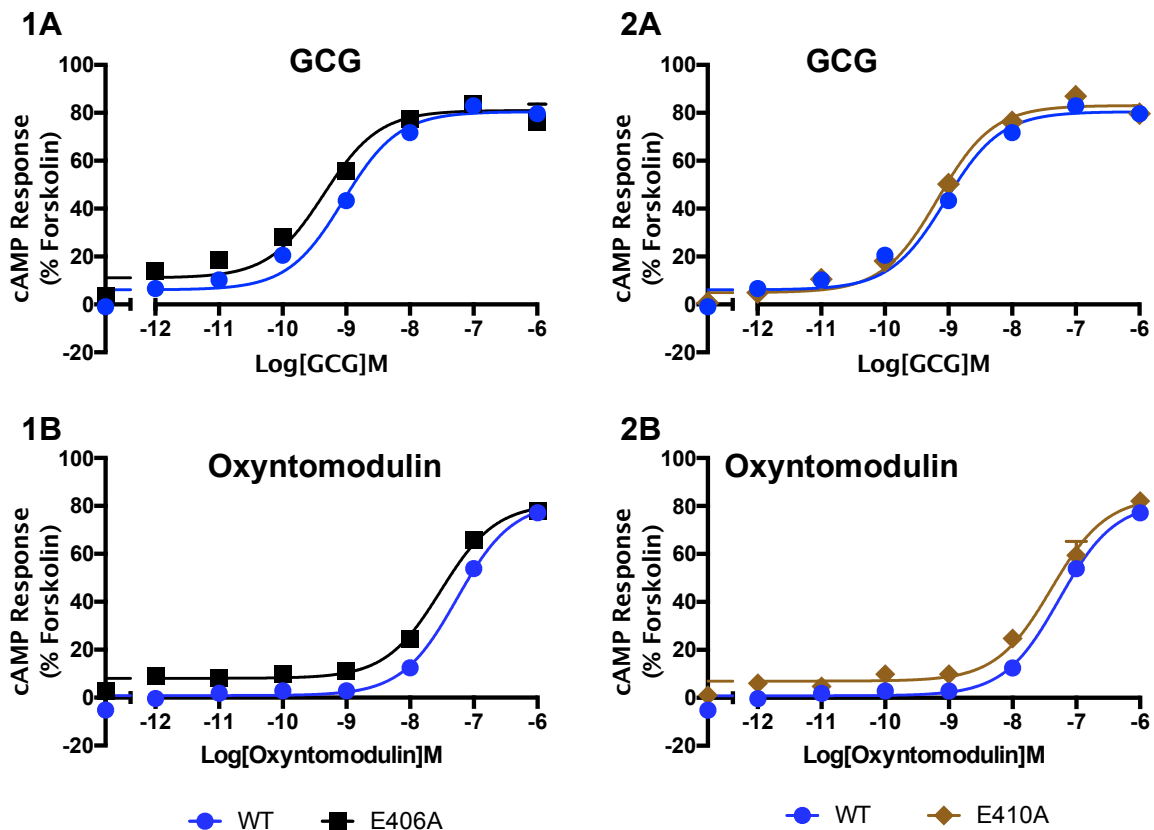 1A
GCG
cAMP Response
(% Forskolin)
100
80
60
40
20
0
-20
-12 -11 -10 -9 -8 -7 -6
Log[GCG]M
2A
GCG
cAMP Response
(% Forskolin)
100
80
60
40
20
0
-20
-12 -11 -10 -9 -8 -7 -6
Log[GCG]M
1B
Oxyntomodulin
cAMP Response
(% Forskolin)
100
80
60
40
20
0
-20
-12 -11 -10 -9 -8 -7 -6
Log[Oxyntomodulin]M
WT E406A
2B
Oxyntomodulin
cAMP Response
(% Forskolin)
100
80
60
40
20
0
-20
-12 -11 -10 -9 -8 -7 -6
Log[Oxyntomodulin]M
WT E410A